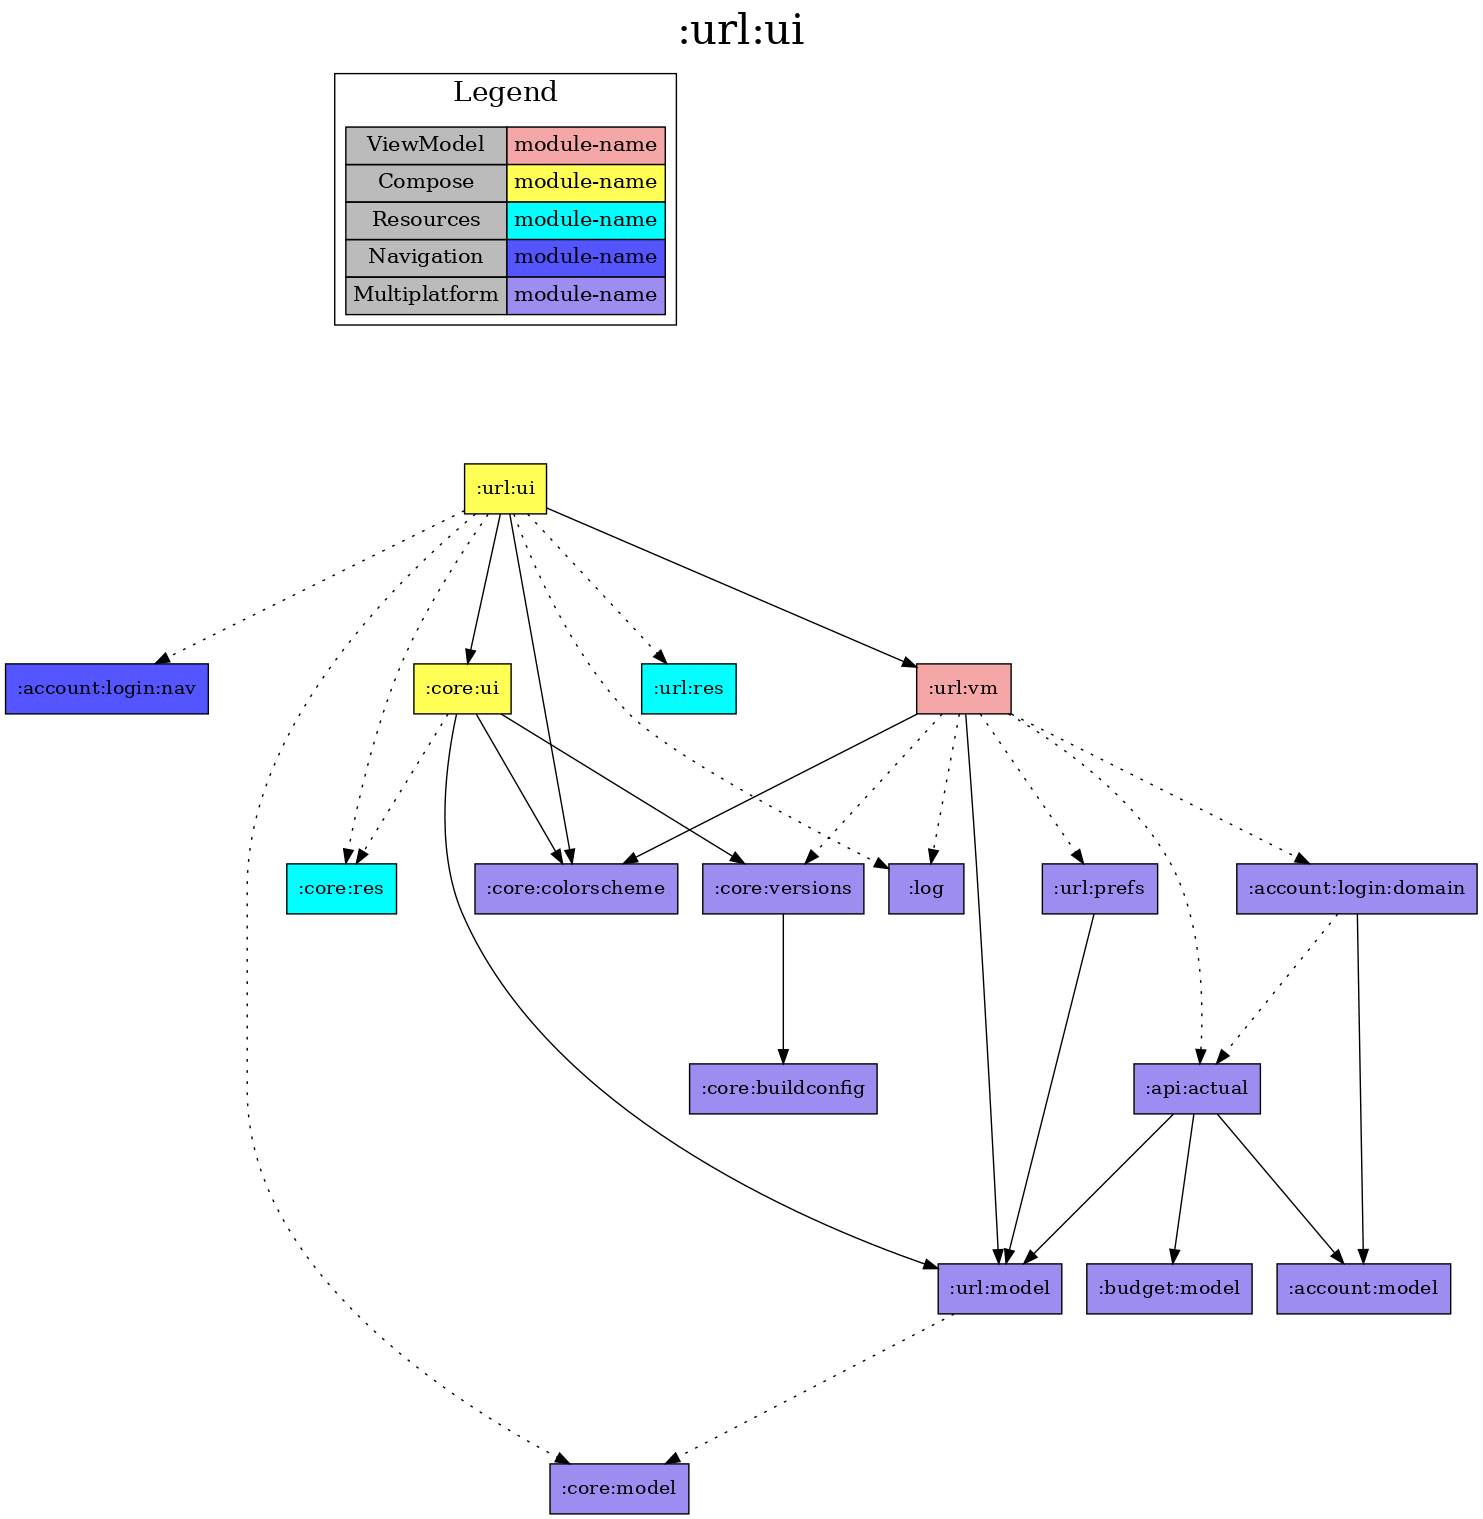 :url:ui
Legend
ViewModel module-name
Compose module-name
Resources module-name
Navigation module-name
Multiplatform module-name
:url:ui
:account:login:nav
:core:ui
:url:res
:url:vm
:core:res
:core:colorscheme
:core:versions
:log
:url:prefs
:account:login:domain
:core:buildconfig
:api:actual
:url:model
:budget:model
:account:model
:core:model